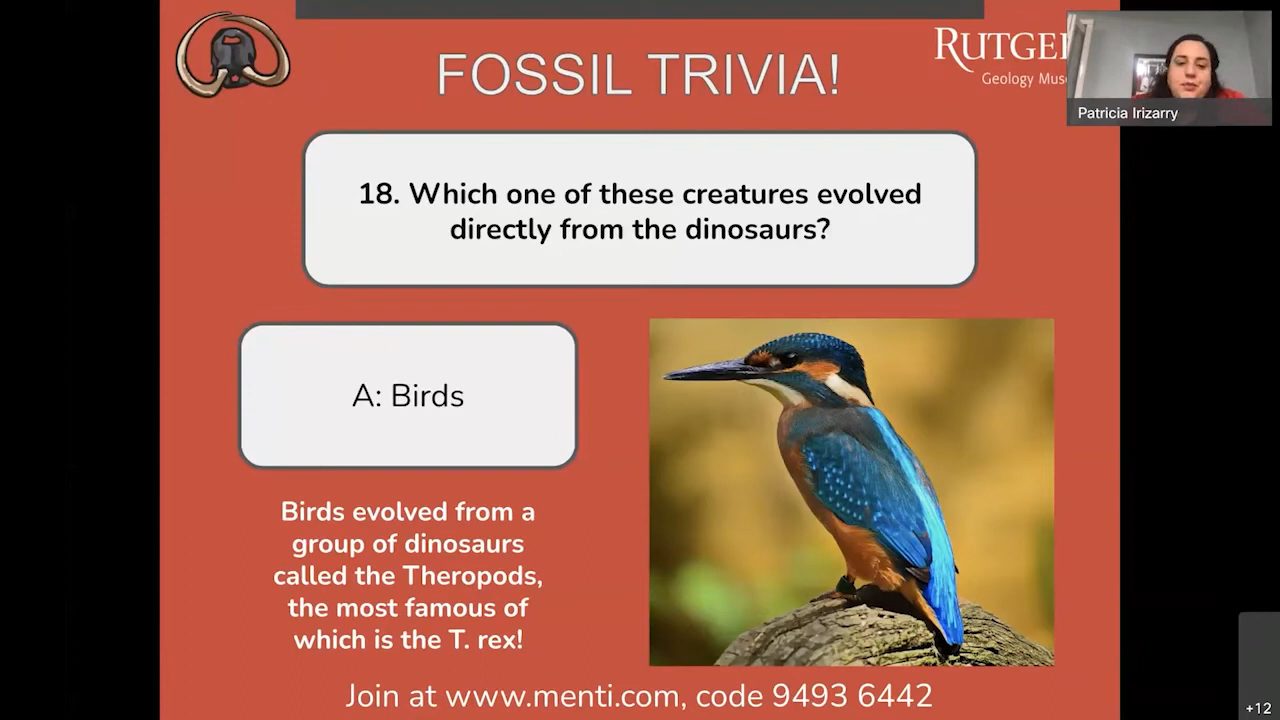 FOSSIL TRIVIA!
RUTGE
Geology Mus
Patricia Irizarry
18. Which one of these creatures evolved
directly from the dinosaurs?
A: Birds
Birds evolved from a
group of dinosaurs
called the Theropods,
the most famous of
which is the T. rex!
Join at www.menti.com, code 9493 6442
+12